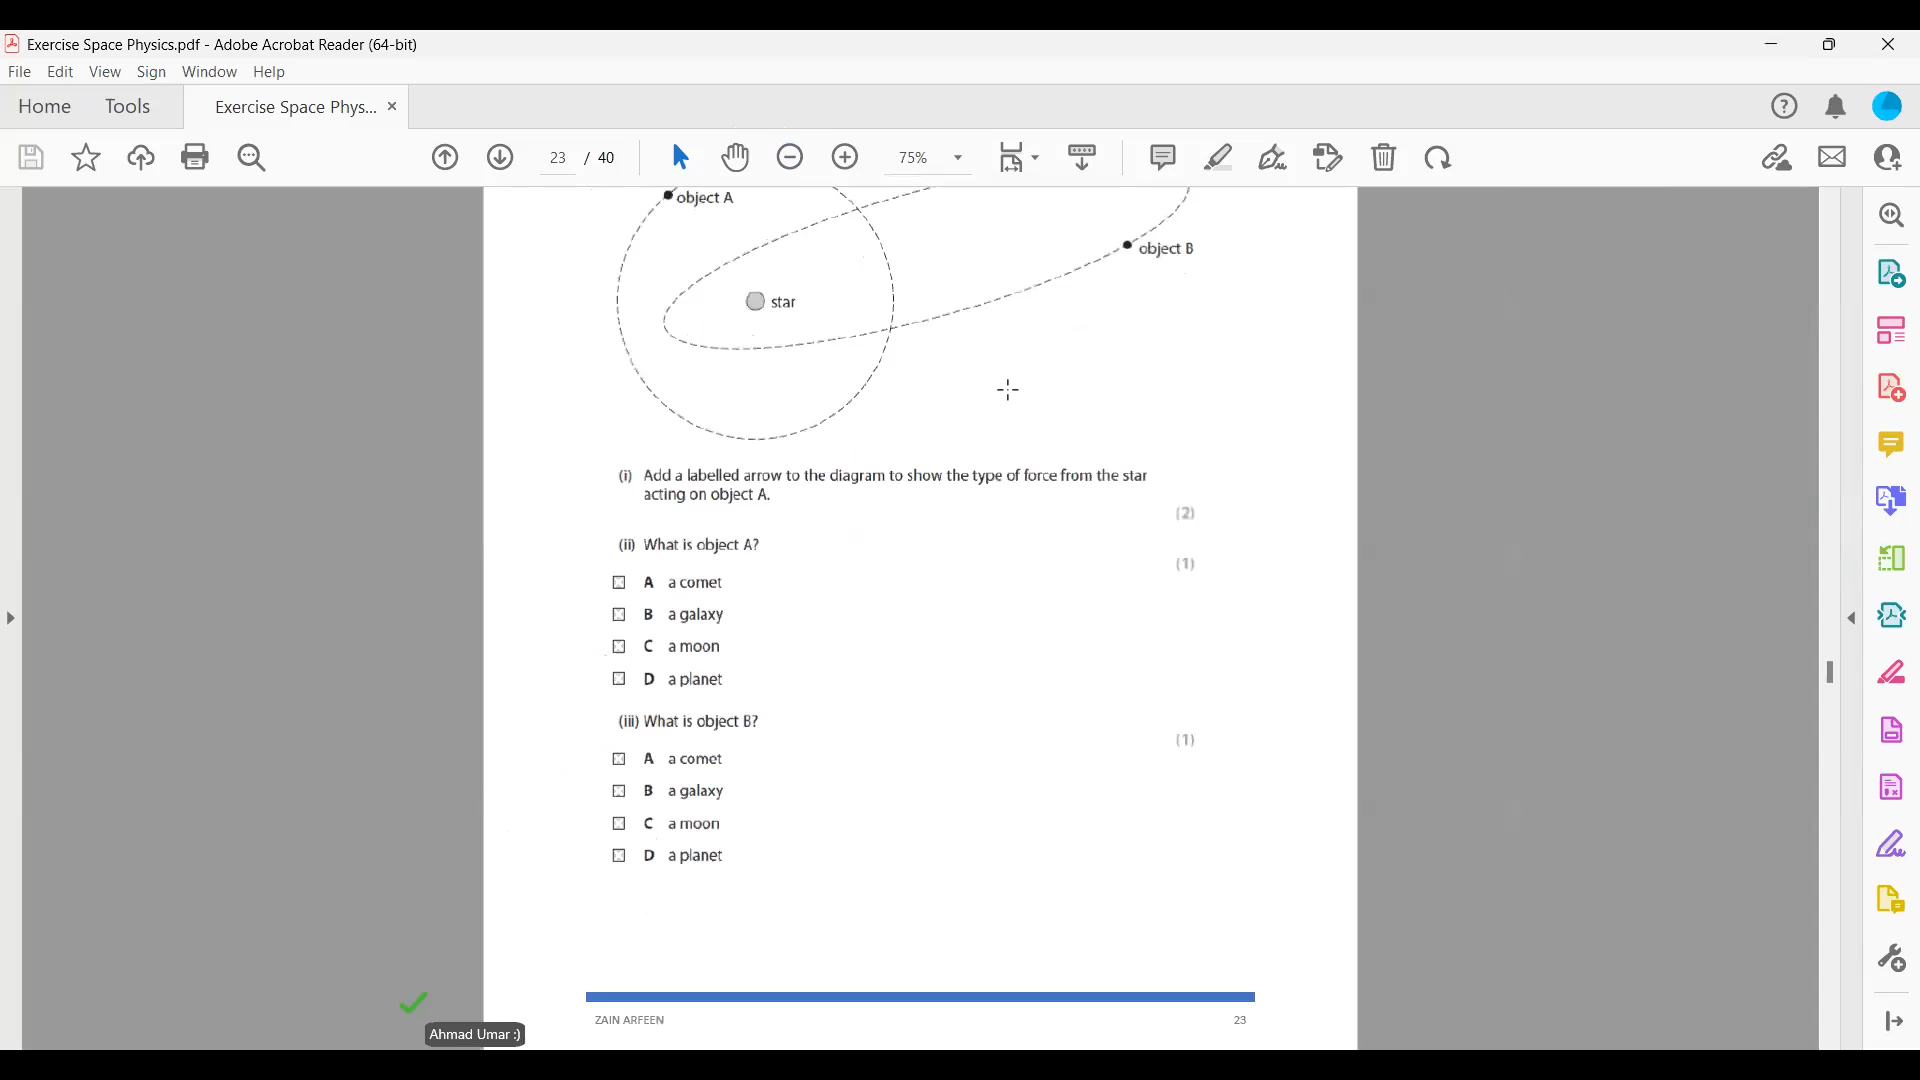 Exercise Space Physics.pdf - Adobe Acrobat Reader (64-bit)
File Edit View Sign Window Help
Home Tools Exercise Space Phys... ×
23 / 40 75%
object A
object B
star
(i) Add a labelled arrow to the diagram to show the type of force from the star
acting on object A.
(2)
(ii) What is object A?
(1)
A a comet
B a galaxy
C a moon
D a planet
(iii) What is object B?
(1)
A a comet
B a galaxy
C a moon
D a planet
ZAIN ARFEEN 23
Ahmad Umar :)